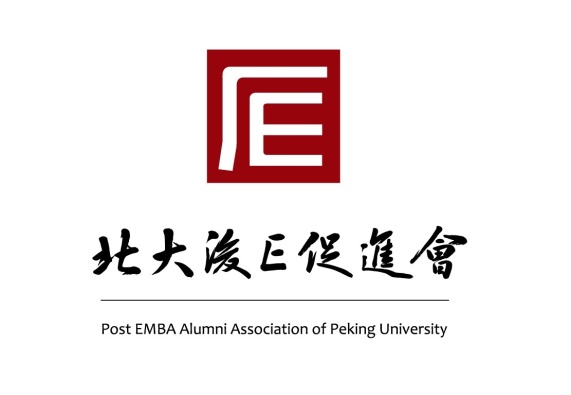 北大後E促進會
Post EMBA Alumni Association of Peking University